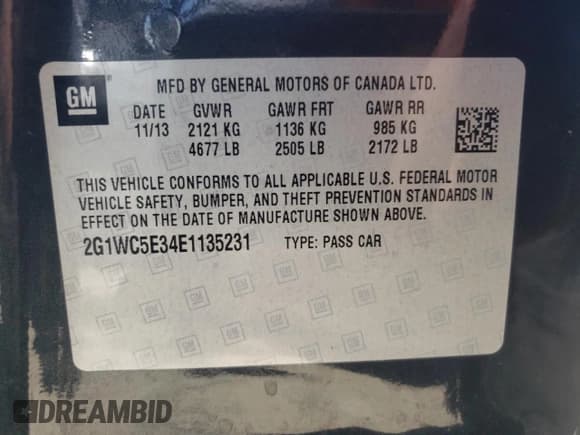 GM
MFD BY GENERAL MOTORS OF CANADA LTD.
DATE GVWR GAWR FRT GAWR RR
11/13 2121 KG 1136 KG 985 KG
4677 LB 2505 LB 2172 LB
THIS VEHICLE CONFORMS TO ALL APPLICABLE U.S. FEDERAL MOTOR
VEHICLE SAFETY, BUMPER, AND THEFT PREVENTION STANDARDS IN
EFFECT ON THE DATE OF MANUFACTURE SHOWN ABOVE.
2G1WC5E34E1135231 TYPE: PASS CAR
DREAMBID